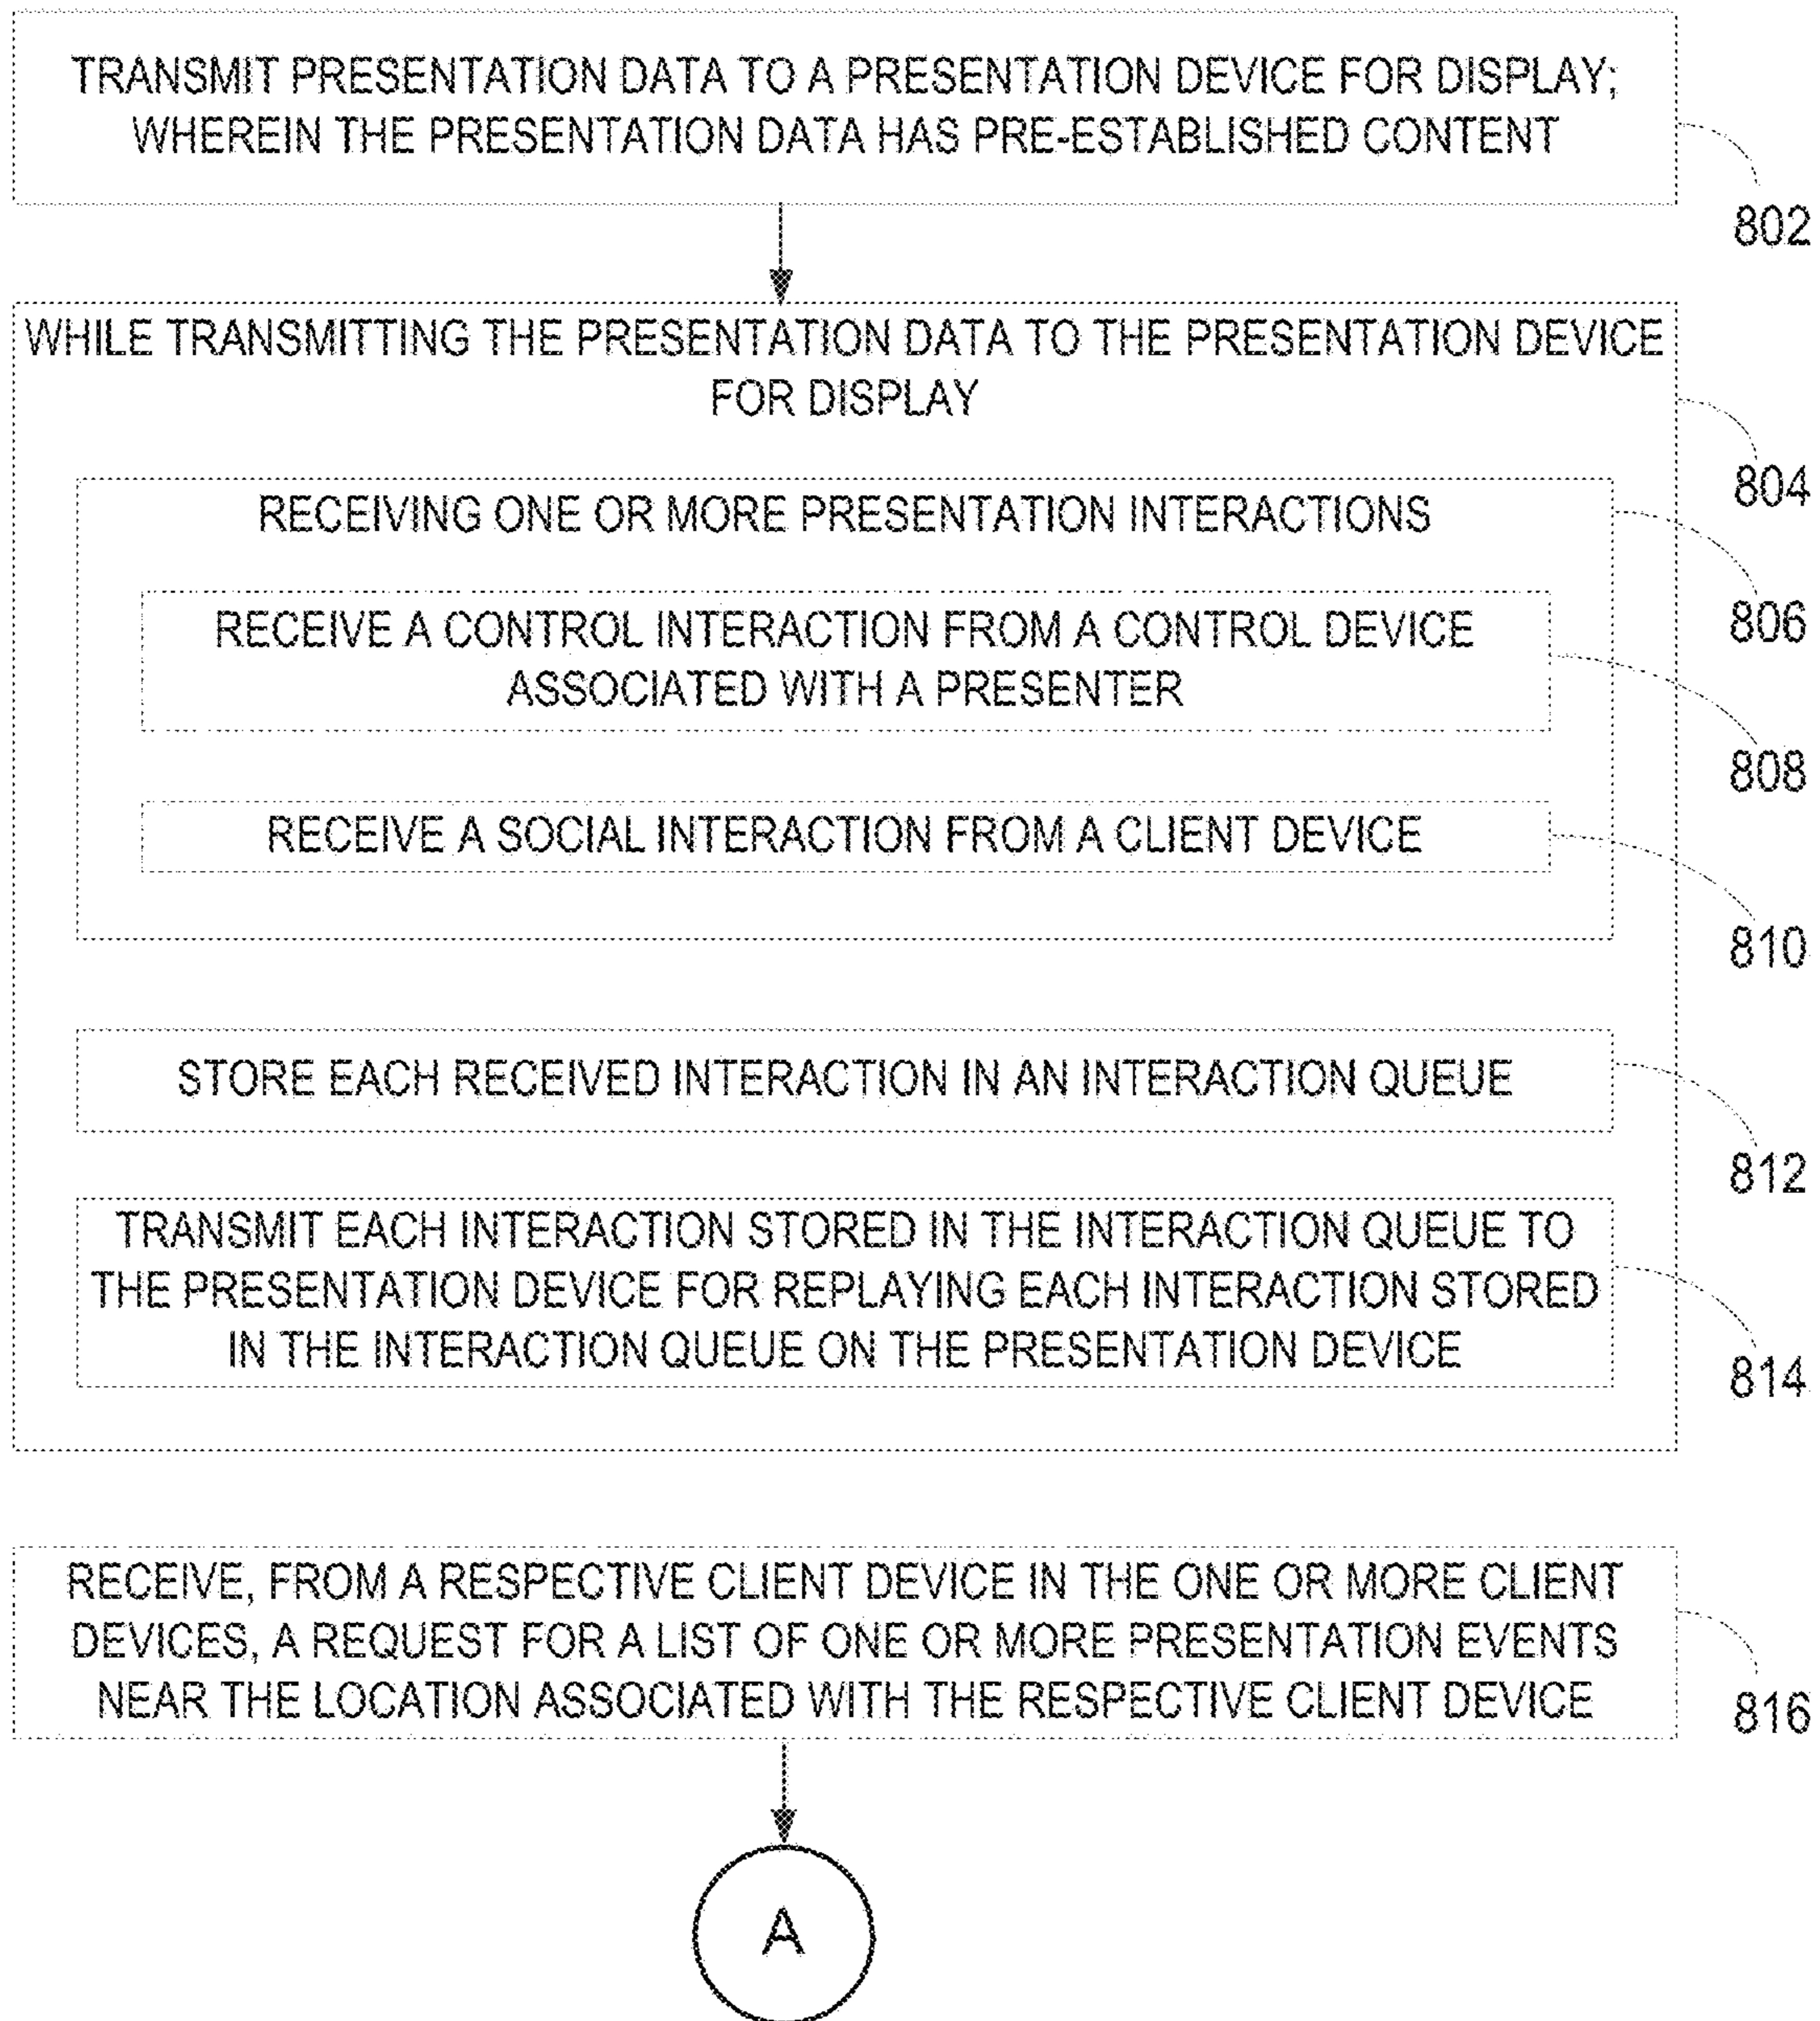 TRANSMIT PRESENTATION DATA TO A PRESENTATION DEVICE FOR DISPLAY;
WHEREIN THE PRESENTATION DATA HAS PRE-ESTABLISHED CONTENT
802
WHILE TRANSMITTING THE PRESENTATION DATA TO THE PRESENTATION DEVICE
FOR DISPLAY
804
RECEIVING ONE OR MORE PRESENTATION INTERACTIONS
806
RECEIVE A CONTROL INTERACTION FROM A CONTROL DEVICE
ASSOCIATED WITH A PRESENTER
808
RECEIVE A SOCIAL INTERACTION FROM A CLIENT DEVICE
810
STORE EACH RECEIVED INTERACTION IN AN INTERACTION QUEUE
812
TRANSMIT EACH INTERACTION STORED IN THE INTERACTION QUEUE TO
THE PRESENTATION DEVICE FOR REPLAYING EACH INTERACTION STORED
IN THE INTERACTION QUEUE ON THE PRESENTATION DEVICE
814
RECEIVE, FROM A RESPECTIVE CLIENT DEVICE IN THE ONE OR MORE CLIENT
DEVICES, A REQUEST FOR A LIST OF ONE OR MORE PRESENTATION EVENTS
NEAR THE LOCATION ASSOCIATED WITH THE RESPECTIVE CLIENT DEVICE
816
A